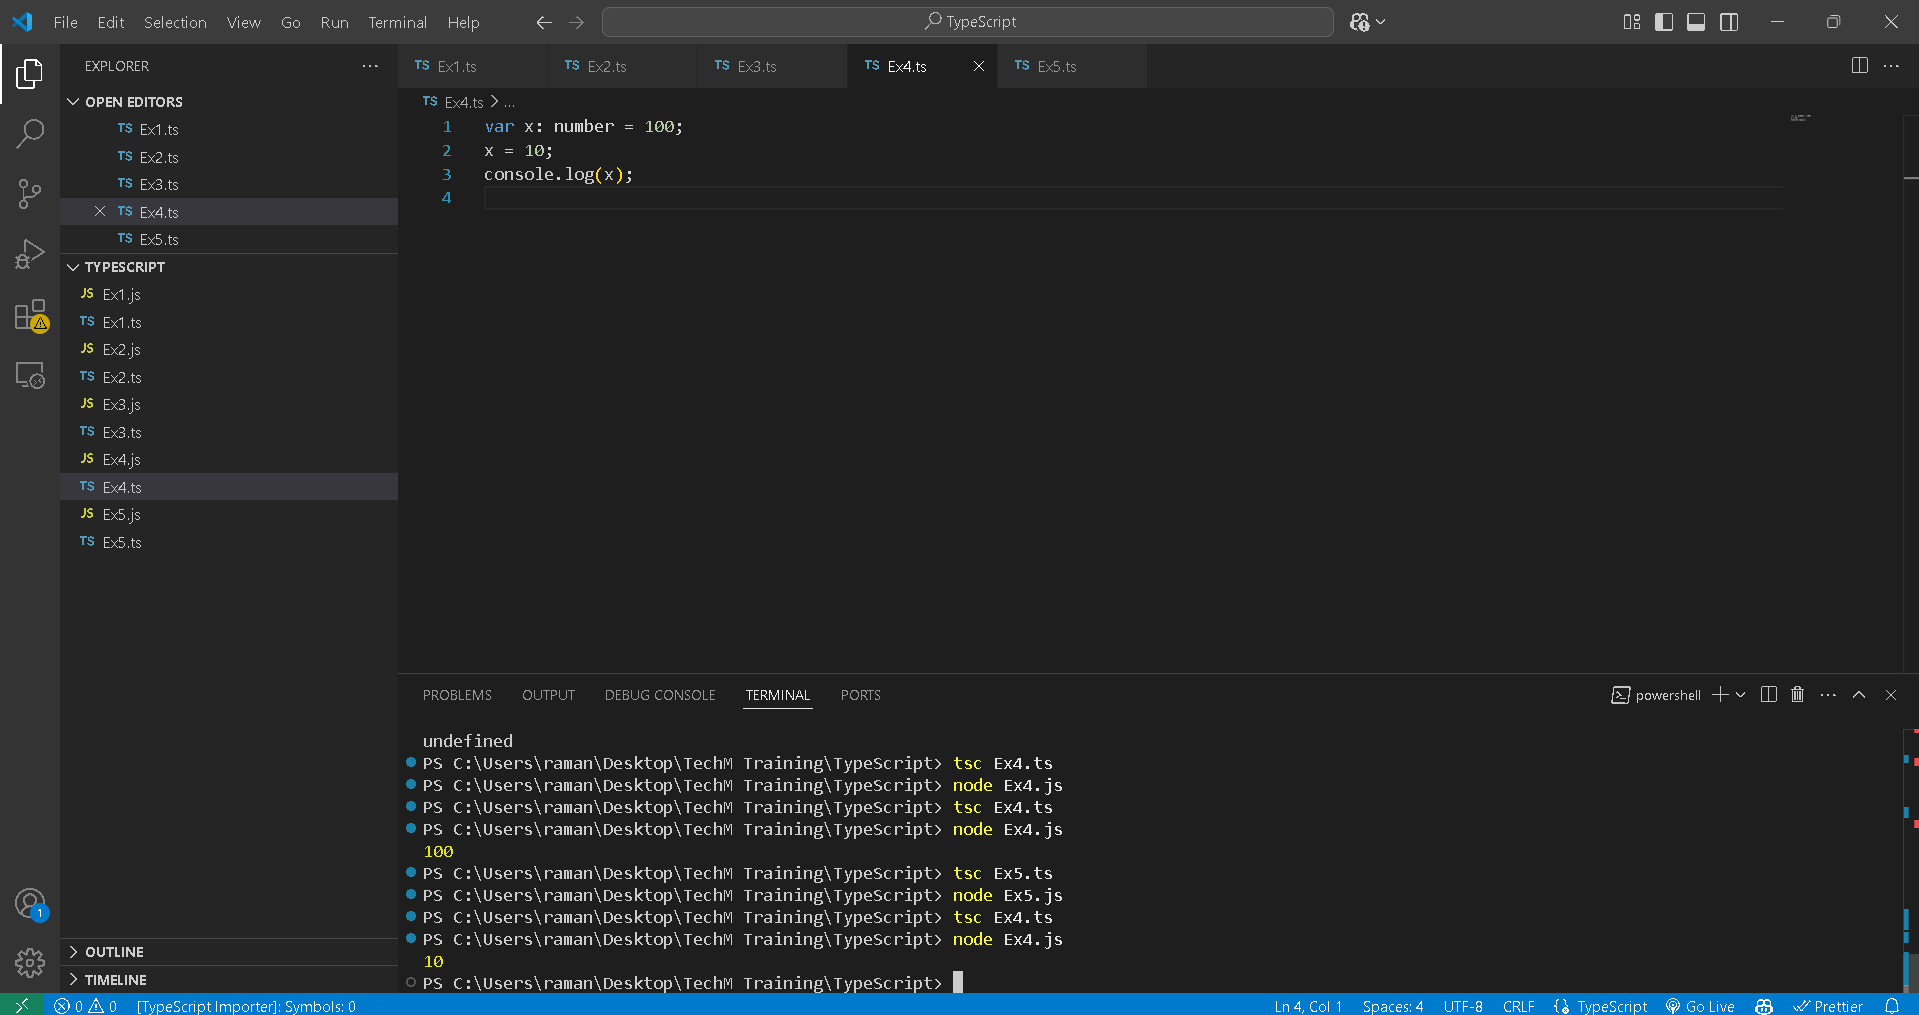 File Edit Selection View Go Run Terminal Help
TypeScript
EXPLORER
OPEN EDITORS
TS Ex1.ts
TS Ex2.ts
TS Ex3.ts
TS Ex4.ts
TS Ex5.ts
TYPESCRIPT
JS Ex1.js
TS Ex1.ts
JS Ex2.js
TS Ex2.ts
JS Ex3.js
TS Ex3.ts
JS Ex4.js
TS Ex4.ts
JS Ex5.js
TS Ex5.ts
OUTLINE
TIMELINE
1
TS Ex1.ts TS Ex2.ts TS Ex3.ts TS Ex4.ts TS Ex5.ts
TS Ex4.ts > ...
1 var x: number = 100;
2 x = 10;
3 console.log(x);
4
PROBLEMS OUTPUT DEBUG CONSOLE TERMINAL PORTS
powershell
undefined
PS C:\Users\raman\Desktop\TechM Training\TypeScript> tsc Ex4.ts
PS C:\Users\raman\Desktop\TechM Training\TypeScript> node Ex4.js
PS C:\Users\raman\Desktop\TechM Training\TypeScript> tsc Ex4.ts
PS C:\Users\raman\Desktop\TechM Training\TypeScript> node Ex4.js
100
PS C:\Users\raman\Desktop\TechM Training\TypeScript> tsc Ex5.ts
PS C:\Users\raman\Desktop\TechM Training\TypeScript> node Ex5.js
PS C:\Users\raman\Desktop\TechM Training\TypeScript> tsc Ex4.ts
PS C:\Users\raman\Desktop\TechM Training\TypeScript> node Ex4.js
10
PS C:\Users\raman\Desktop\TechM Training\TypeScript>
0 0 [TypeScript Importer]: Symbols: 0 Ln 4, Col 1 Spaces: 4 UTF-8 CRLF {} TypeScript Go Live Prettier